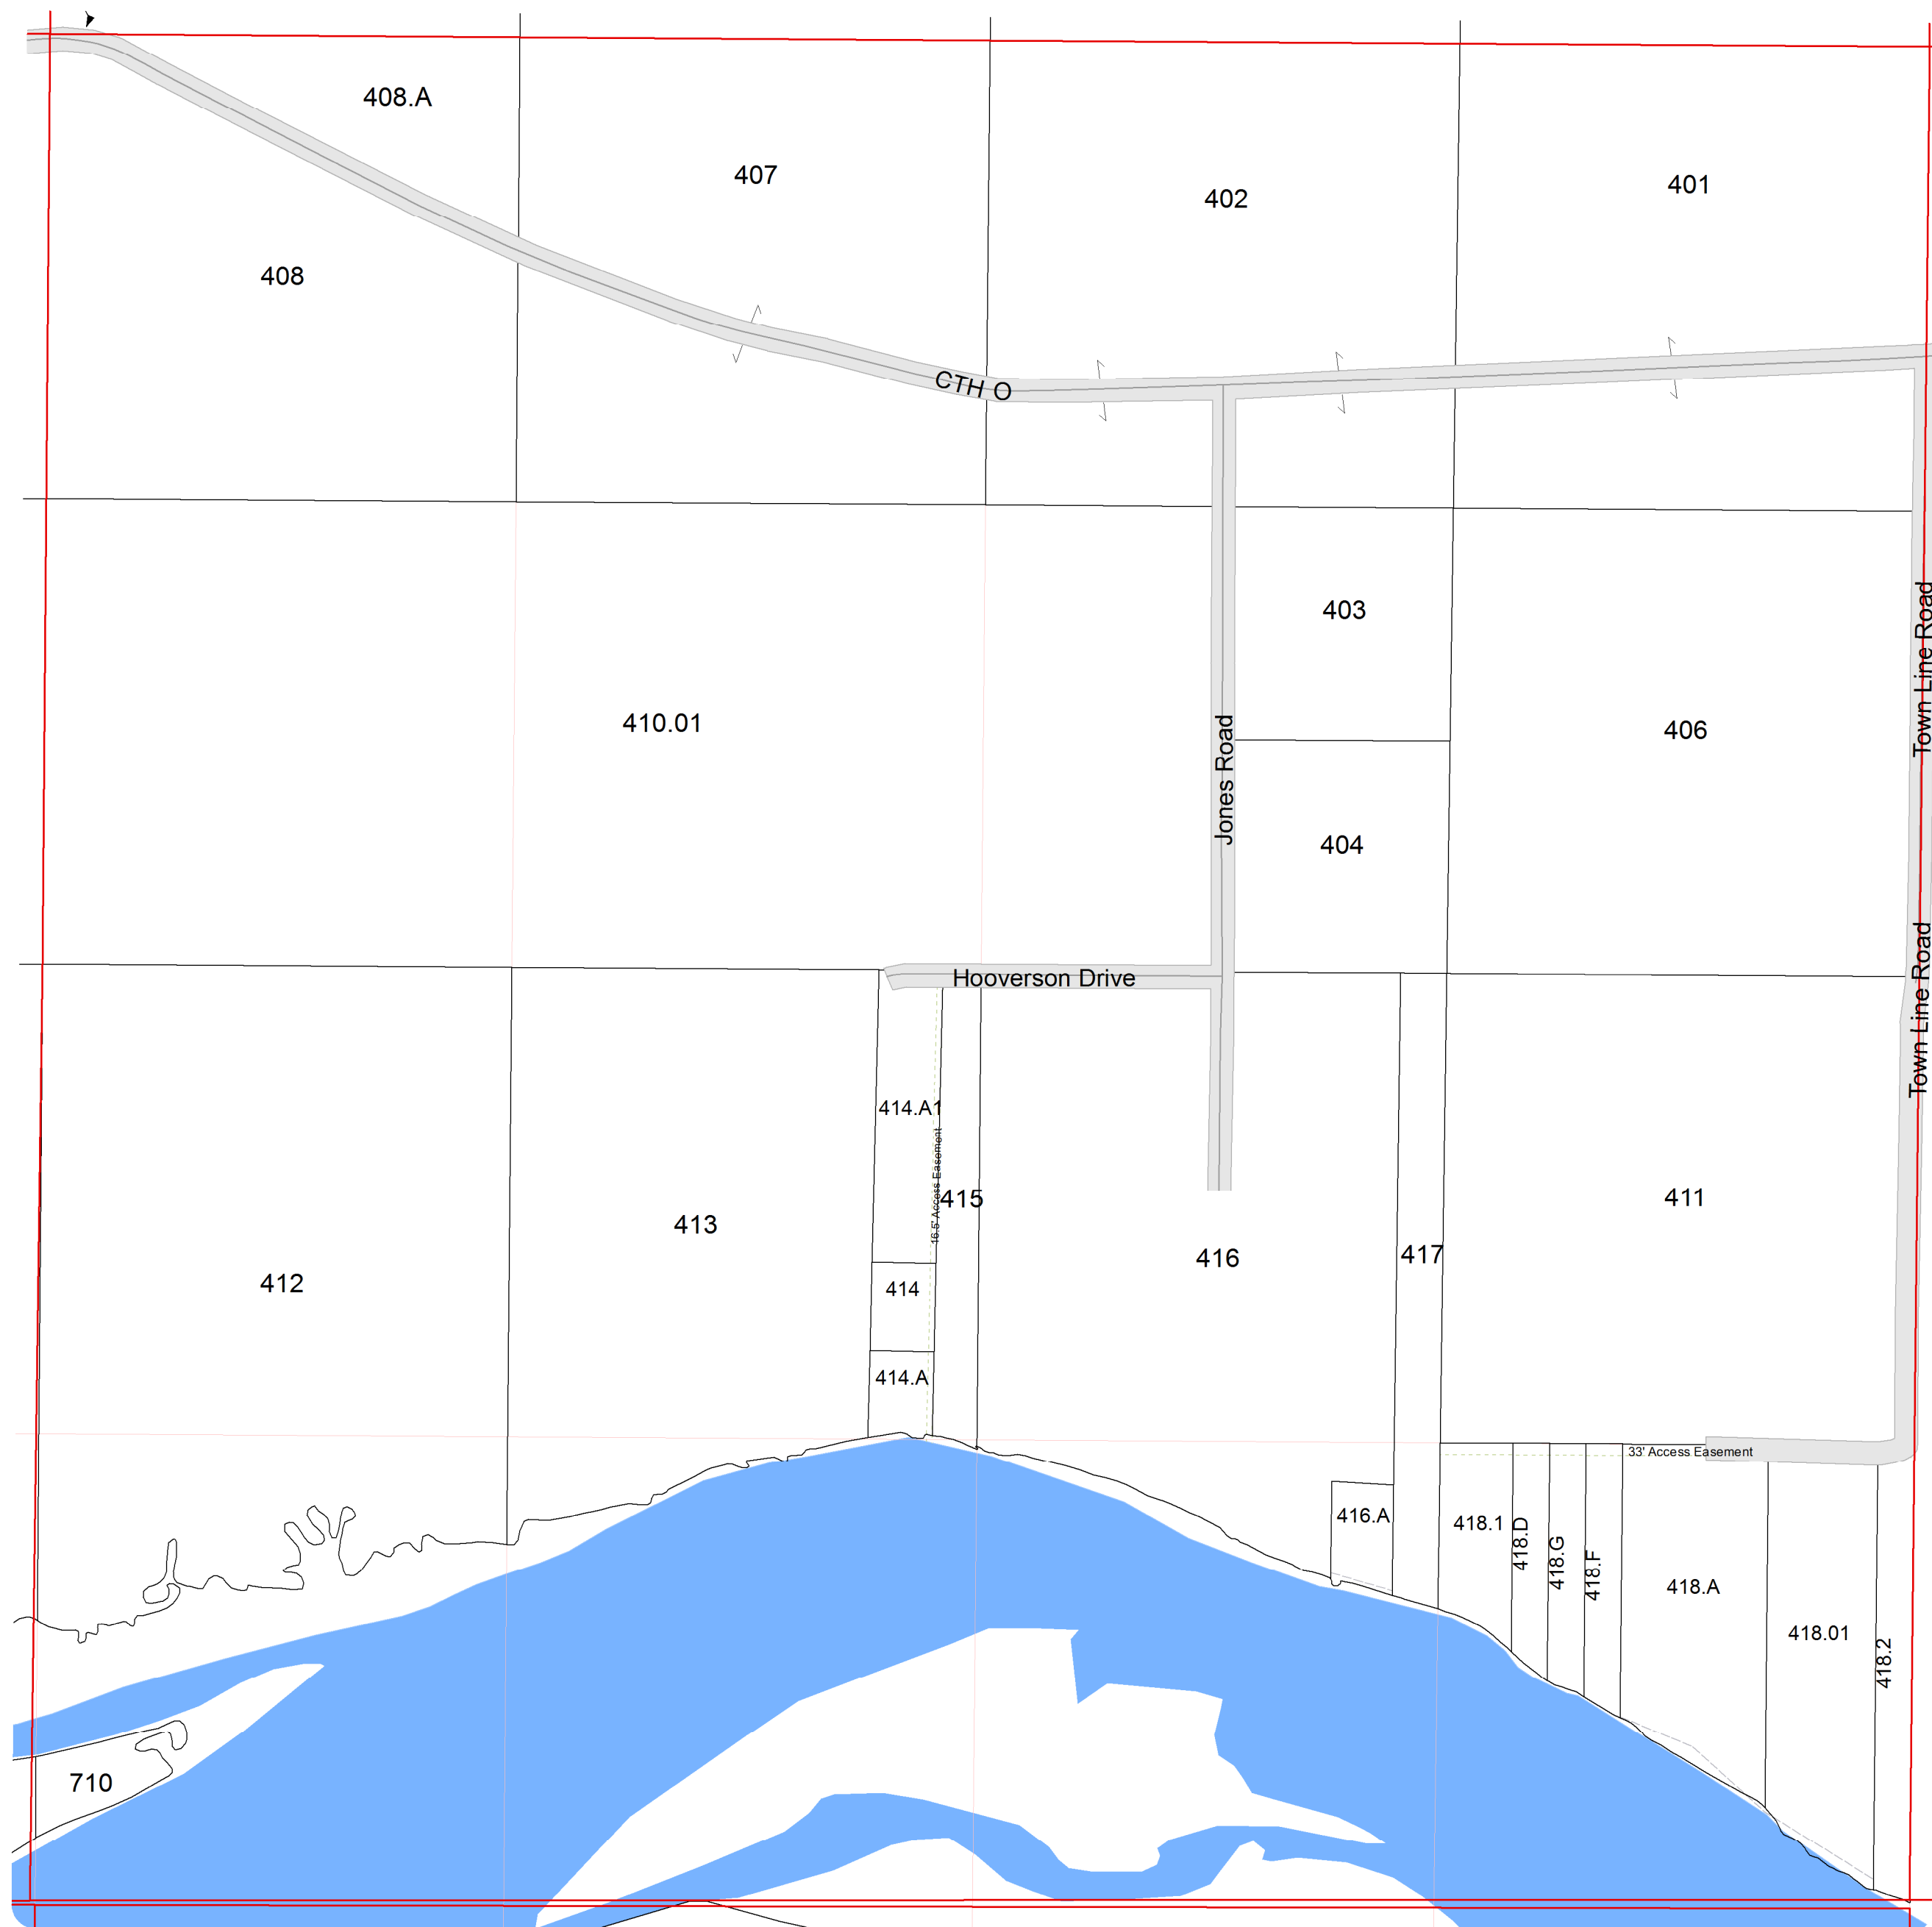 408.A
407
402
401
408
CTH O
403
410.01
406
Town Line Road
Jones Road
404
Hooverson Drive
Town Line Road
414.A1
16.5' Access Easement
415
411
413
416
417
412
414
414.A
33' Access Easement
416.A
418.1
418.D
418.G
418.F
418.A
418.01
418.2
710